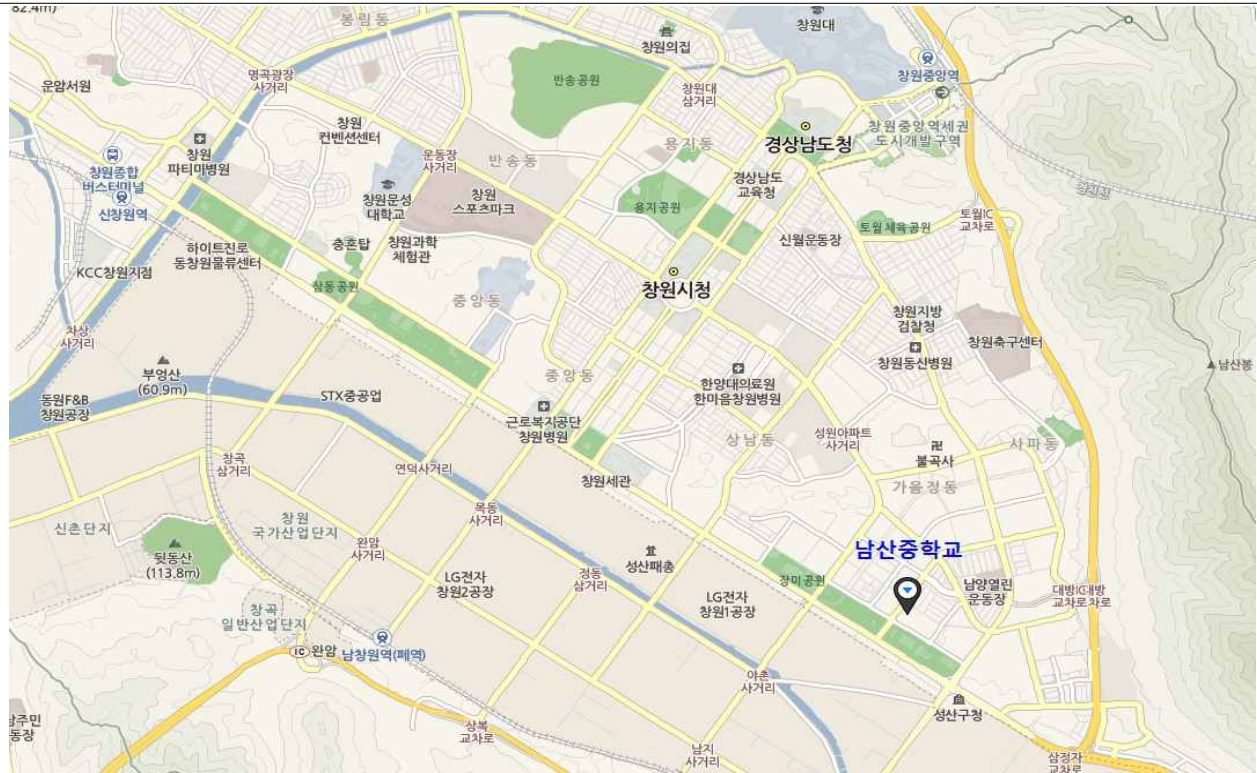 82.4m)
봉림동
창원대
창원의집
창원중앙역
명곡광장
사거리
운암서원
반송공원
창원대
삼거리
창원
컨벤션센터
창원
파티마병원
용지동
경상남도청
창원중앙역세권
도시개발구역
운동장
사거리
반송동
창원종합
버스터미널
신창원역
창원문성
대학교
창원
스포츠파크
경상남도
교육청
용지공원
토월체육공원
토월IC
교차로
신월운동장
하이트진로
동창원물류센터
충혼탑
창원과학
체험관
KCC창원지점
삼동공원
창원시청
중앙동
창원지방
검찰청
창원축구센터
차상
사거리
부엉산
(60.9m)
창원동신병원
남산봉
중앙동
한양대의료원
한마음창원병원
동원F&B
창원공장
STX중공업
근로복지공단
창원병원
상남동
성원아파트
사거리
불곡사
사파동
창곡
삼거리
연덕사거리
창원세관
가음정동
목동
사거리
신촌단지
창원
국가산업단지
완암
사거리
뒷동산
(113.8m)
성산패총
남산중학교
LG전자
창원2공장
정동
삼거리
장미공원
남양열린
운동장
LG전자
창원1공장
대방IC대방
교차로차로
창곡
일반산업단지
IC 완암
남창원역(폐역)
야촌
사거리
성산구청
상복
교차로
남주민
동장
남지
사거리
삼정자
교차로